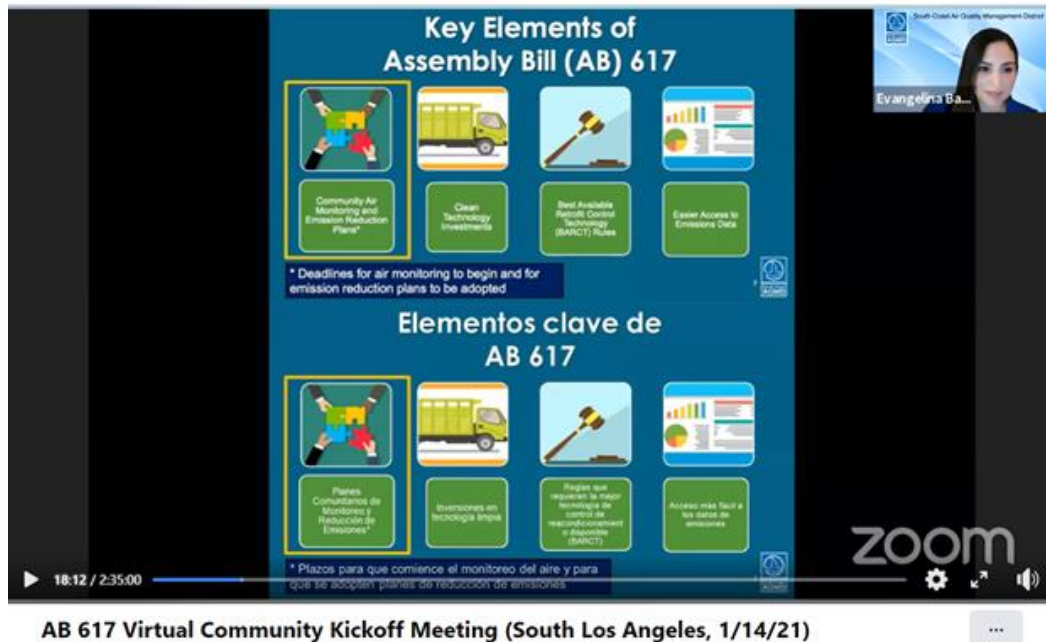 Key Elements of
Assembly Bill (AB) 617
South Coast Air Quality Management District
Evangelina Ba...
Community Air
Monitoring and
Emission Reduction
Plans*
Clean
Technology
Investments
Best Available
Retrofit Control
Technology
(BARCT) Rules
Easier Access to
Emissions Data
* Deadlines for air monitoring to begin and for
emission reduction plans to be adopted
AQMD
Elementos clave de
AB 617
Planes
Comunitarios de
Monitoreo y
Reducción de
Emisiones*
Inversiones en
tecnología limpia
Reglas que
requieren la mejor
tecnología de
control de
reacondicionamient
o disponible
(BARCT)
Acceso más fácil a
los datos de
emisiones
* Plazos para que comience el monitoreo del aire y para
que se adopten planes de reducción de emisiones
zoom
18:12 / 2:35:00
AB 617 Virtual Community Kickoff Meeting (South Los Angeles, 1/14/21)
...